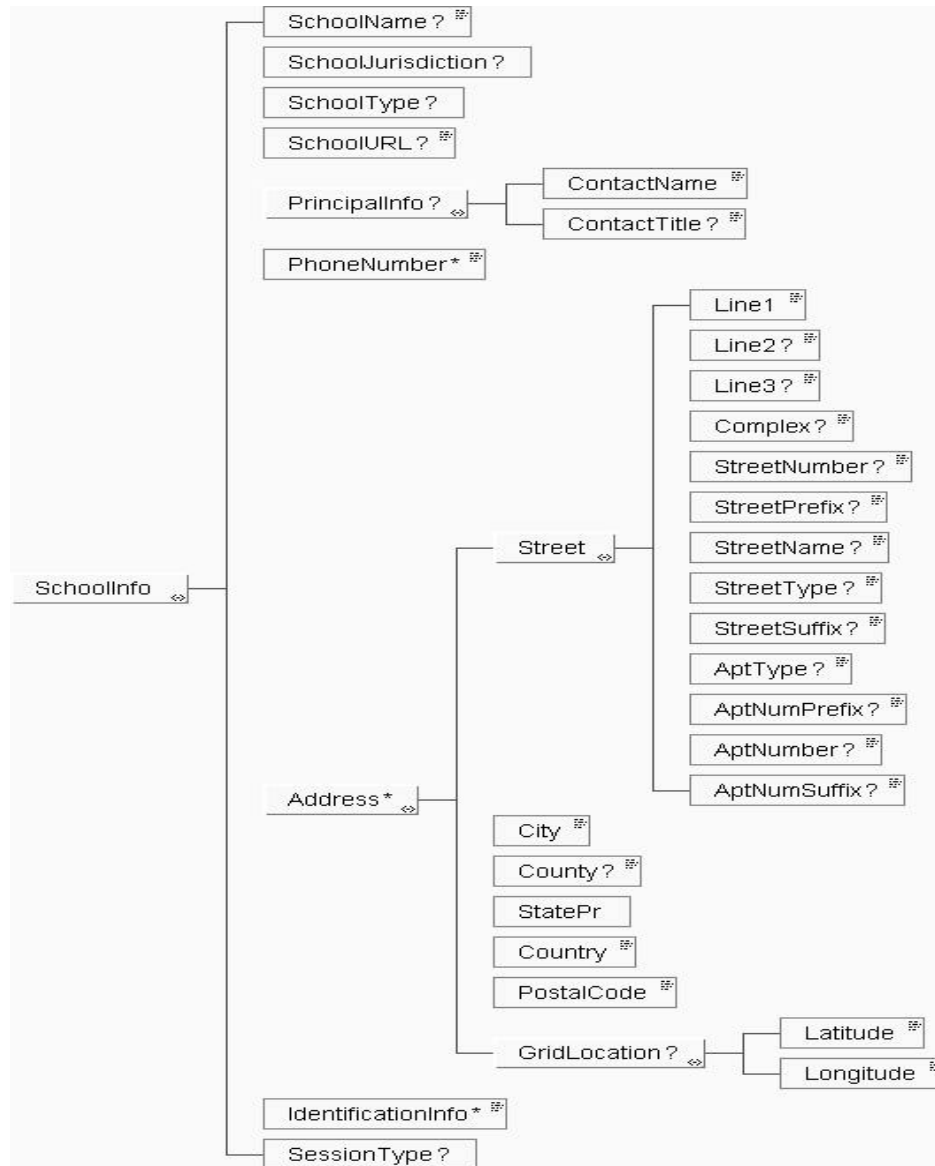 SchoolName?
SchoolJurisdiction?
SchoolType?
SchoolURL?
PrincipalInfo?
ContactName
ContactTitle?
PhoneNumber*
SchoolInfo
Address*
Street
Line1
Line2?
Line3?
Complex?
StreetNumber?
StreetPrefix?
StreetName?
StreetType?
StreetSuffix?
AptType?
AptNumPrefix?
AptNumber?
AptNumSuffix?
City
County?
StatePr
Country
PostalCode
GridLocation?
Latitude
Longitude
IdentificationInfo*
SessionType?